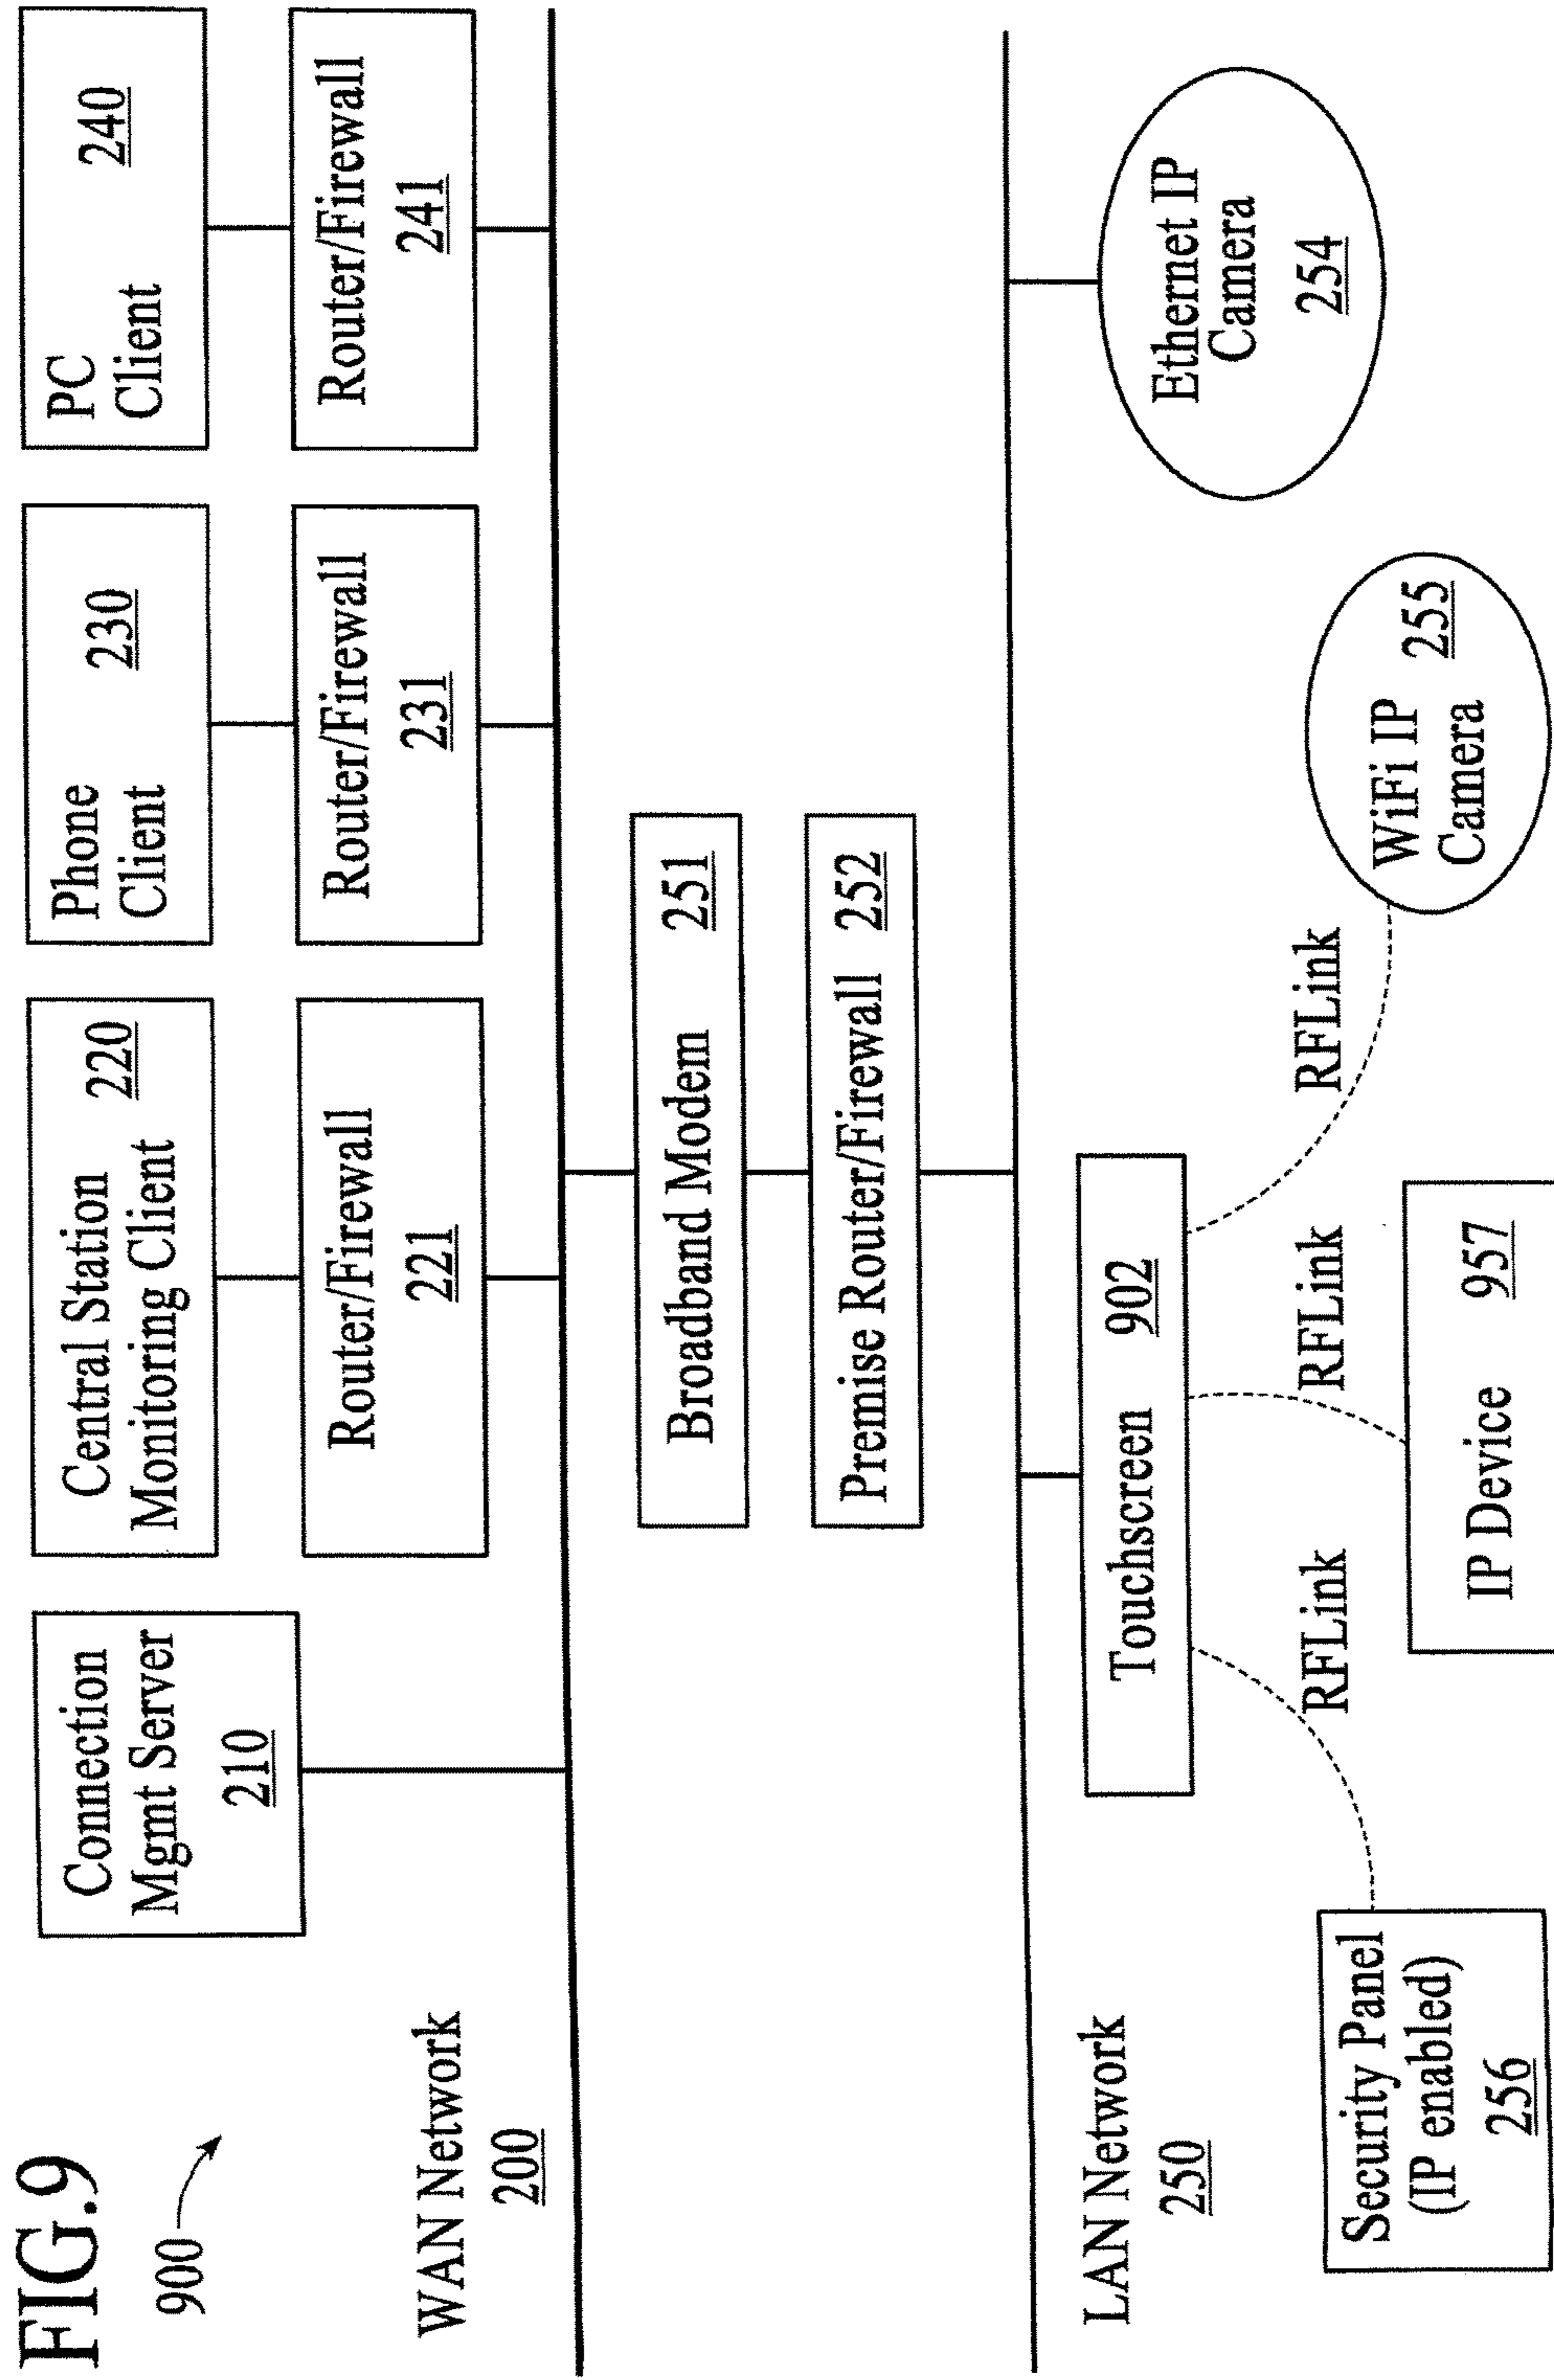 FIG.9
900
Connection
Mgmt Server
210
Central Station
Monitoring Client
220
Phone
Client
230
PC
Client
240
Router/Firewall
221
Router/Firewall
231
Router/Firewall
241
WAN Network
200
Broadband Modem 251
Premise Router/Firewall 252
LAN Network
250
Touchscreen 902
Ethernet IP
Camera
254
RFLink
RFLink
RFLink
Security Panel
(IP enabled)
256
IP Device 957
WiFi IP
Camera
255